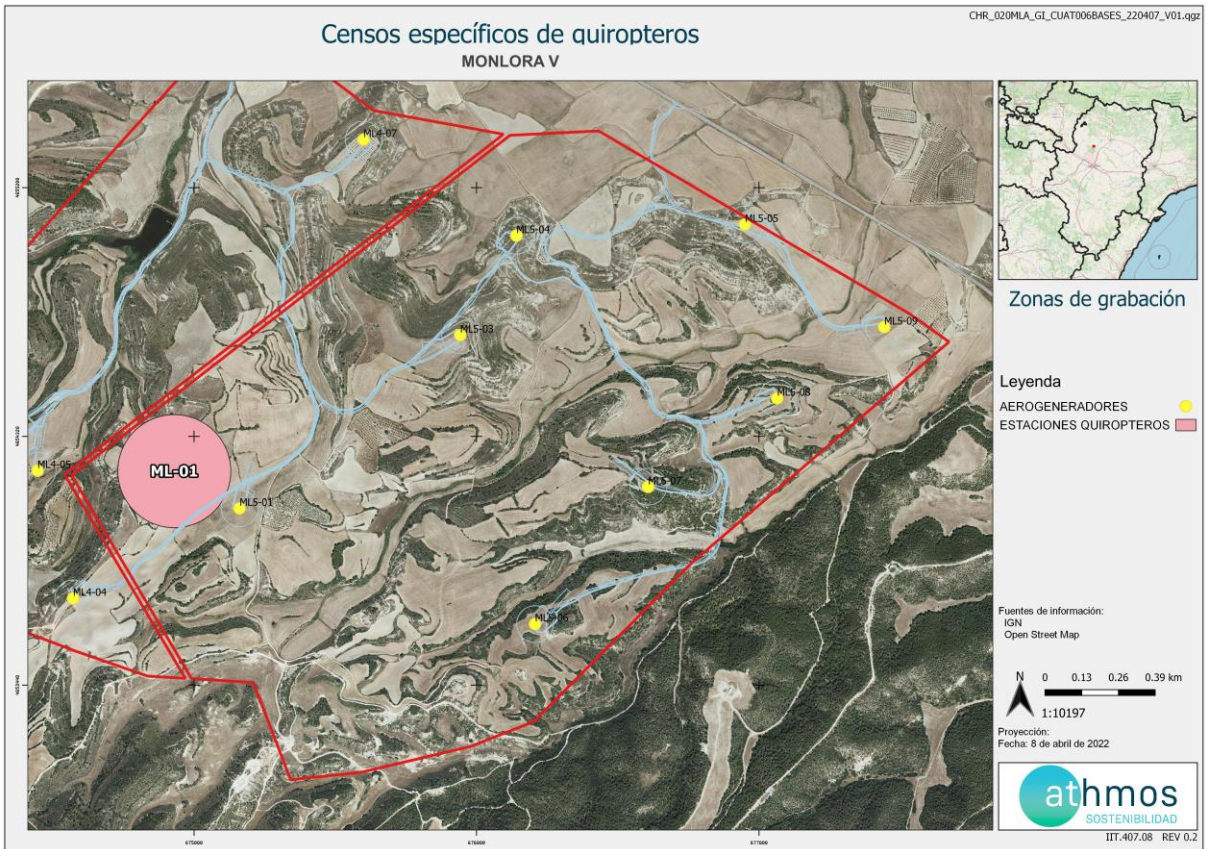 CHR_020MLA_GI_CUAT006BASES_220407_V01.qgz
Censos específicos de quiropteros
MONLORA V
ML4-07
ML5-04
ML5-05
ML5-03
ML5-09
ML5-08
ML4-05
ML-01
ML5-01
ML5-07
ML4-04
ML5-06
675000
676000
677000
Zonas de grabación
Leyenda
AEROGENERADORES
ESTACIONES QUIROPTEROS
Fuentes de información:
IGN
Open Street Map
N
0 0.13 0.26 0.39 km
1:10197
Proyección:
Fecha: 8 de abril de 2022
athmos
SOSTENIBILIDAD
IIT.407.08 REV 0.2